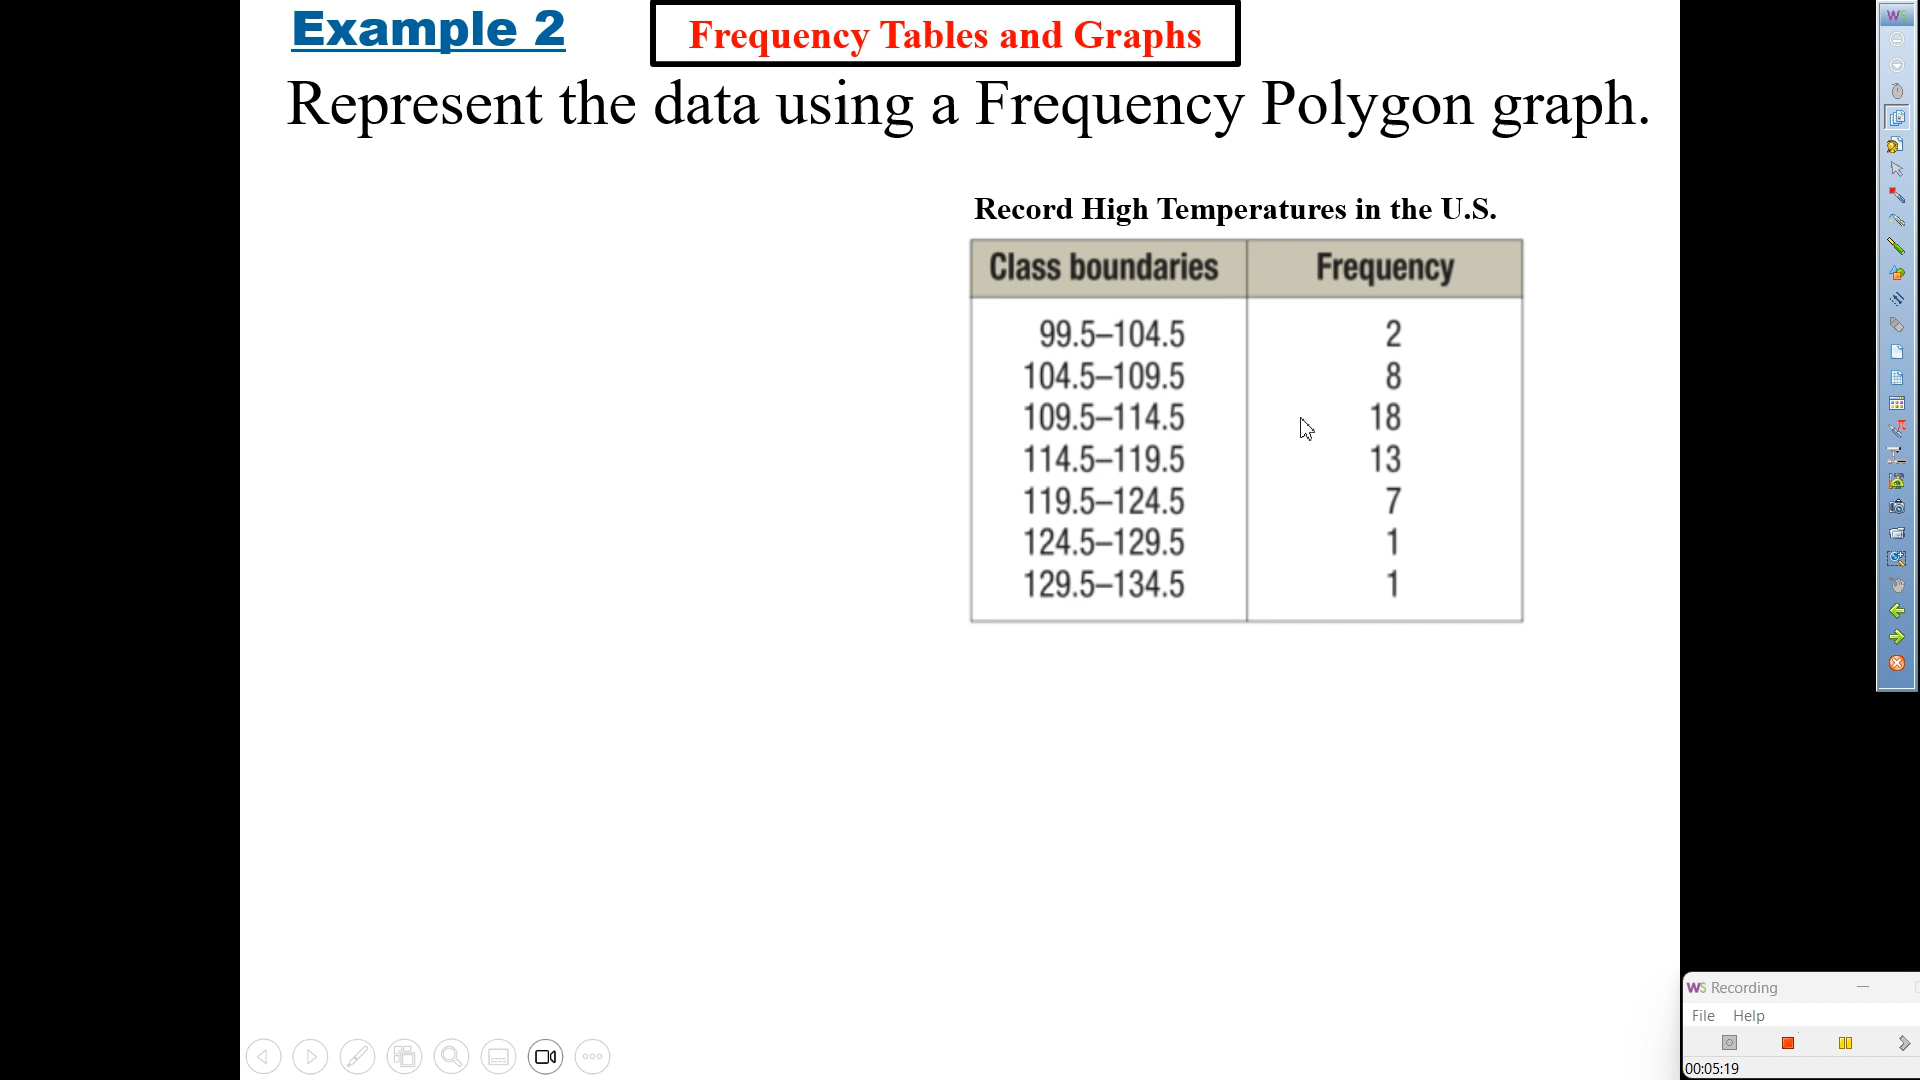 Example 2
Frequency Tables and Graphs
Represent the data using a Frequency Polygon graph.
Record High Temperatures in the U.S.
Class boundaries Frequency
99.5–104.5 2
104.5–109.5 8
109.5–114.5 18
114.5–119.5 13
119.5–124.5 7
124.5–129.5 1
129.5–134.5 1
WS
WS Recording
File Help
00:05:19